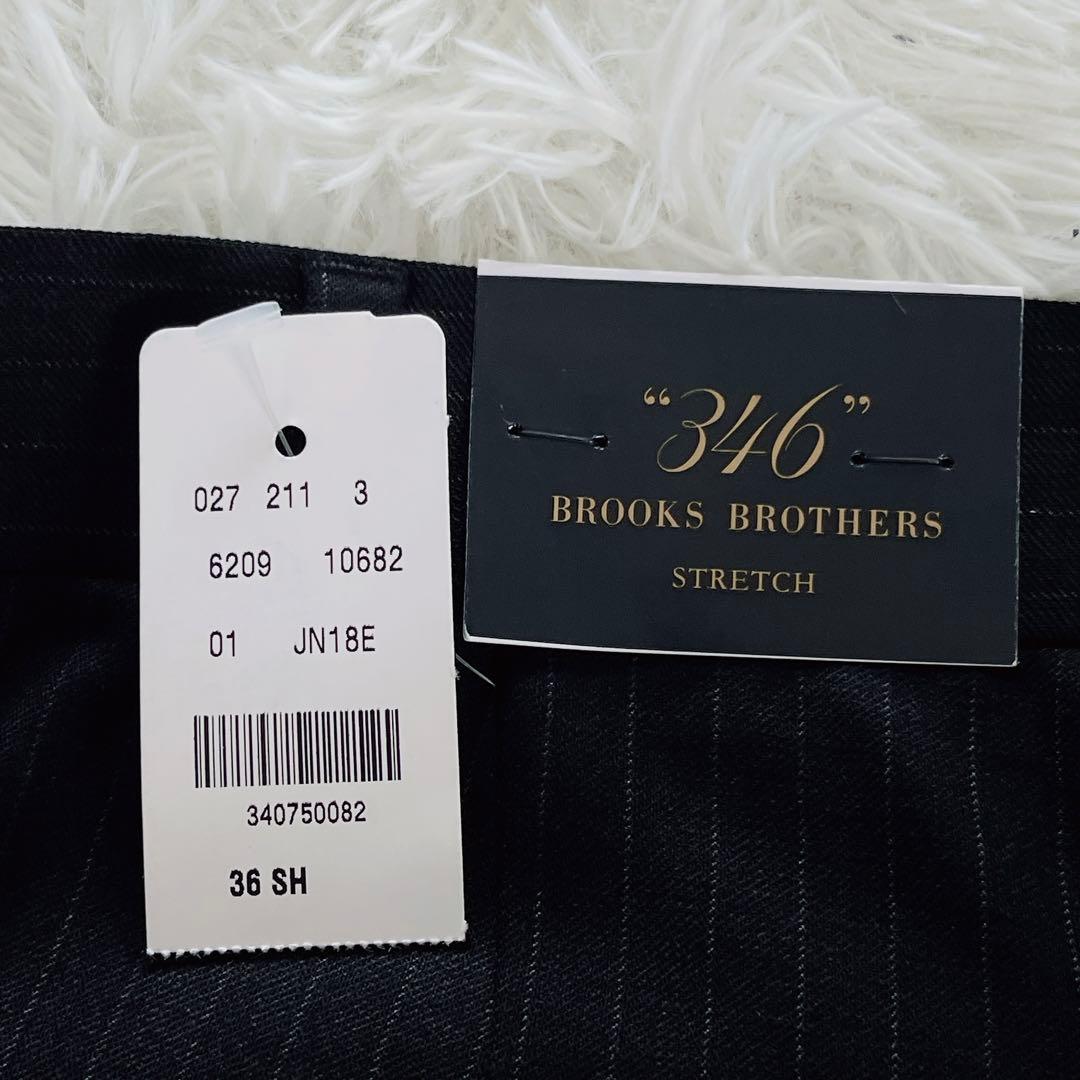 027 211 3
6209 10682
01 JN18E
340750082
36 SH
“346”
BROOKS BROTHERS
STRETCH